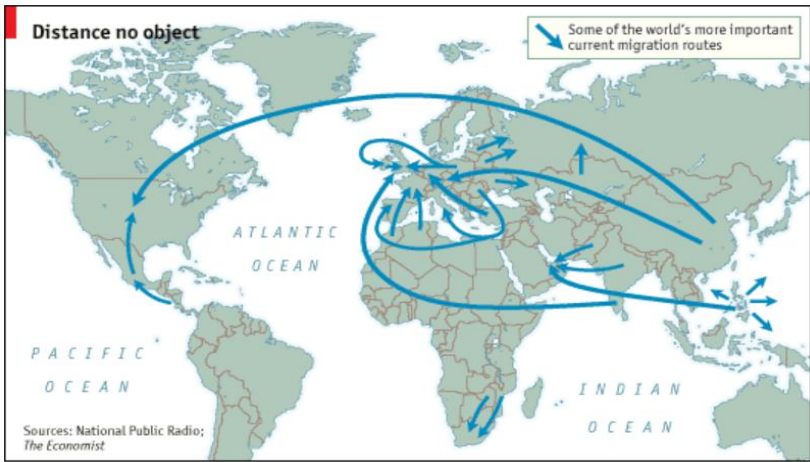 Distance no object
Some of the world's more important
current migration routes
ATLANTIC
OCEAN
PACIFIC
OCEAN
INDIAN
OCEAN
Sources: National Public Radio;
The Economist